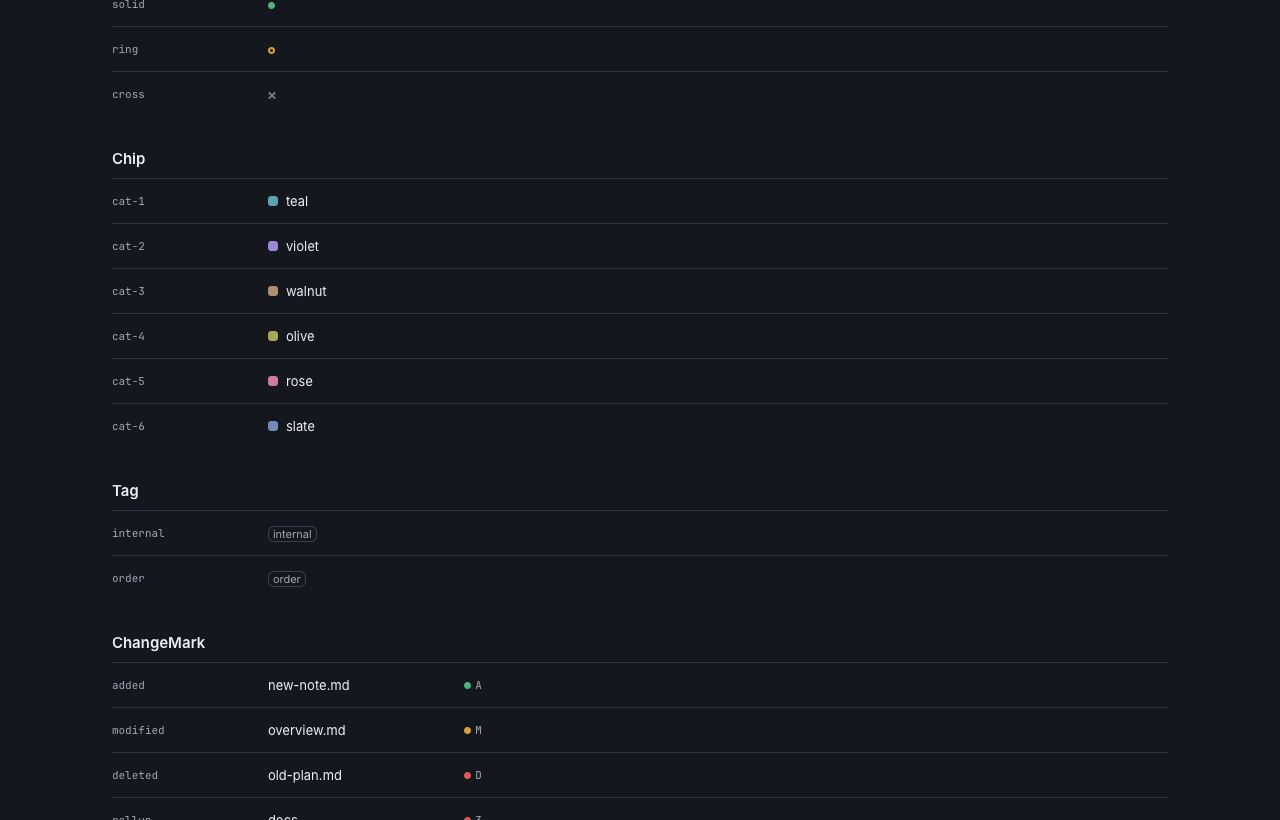 solid
ring
cross
Chip
cat-1 teal
cat-2 violet
cat-3 walnut
cat-4 olive
cat-5 rose
cat-6 slate
Tag
internal internal
order order
ChangeMark
added new-note.md A
modified overview.md M
deleted old-plan.md D
rollup docs